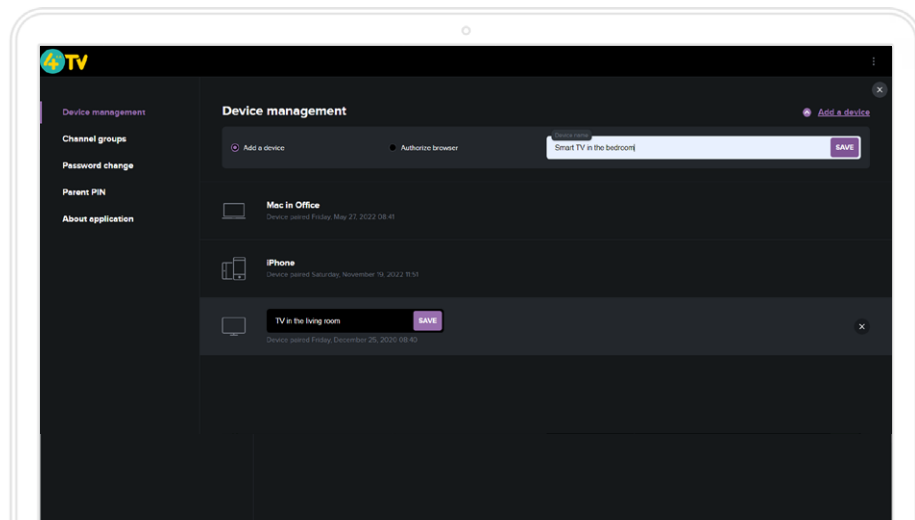 4 TV
Device management
Channel groups
Password change
Parent PIN
About application
Device management
Add a device
Add a device
Authorize browser
Device name
Smart TV in the bedroom
SAVE
Mac in Office
Device paired Friday, May 27, 2022 08:41
iPhone
Device paired Saturday, November 19, 2022 11:51
TV in the living room
SAVE
Device paired Friday, December 25, 2020 08:40